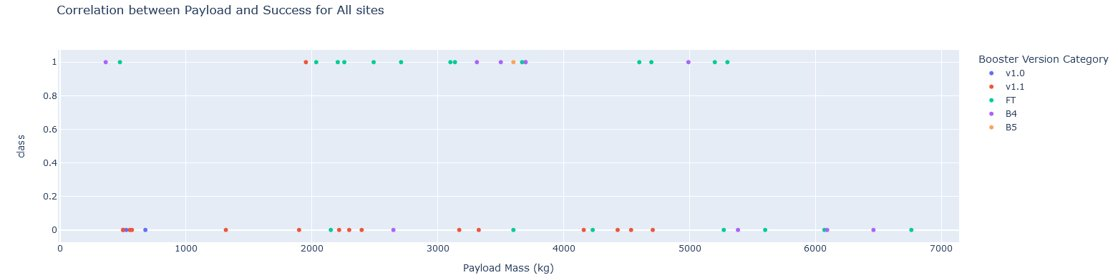 Correlation between Payload and Success for All sites
Booster Version Category
v1.0
v1.1
FT
B4
B5
1
0.8
0.6
0.4
0.2
0
class
0
1000
2000
3000
4000
5000
6000
7000
Payload Mass (kg)